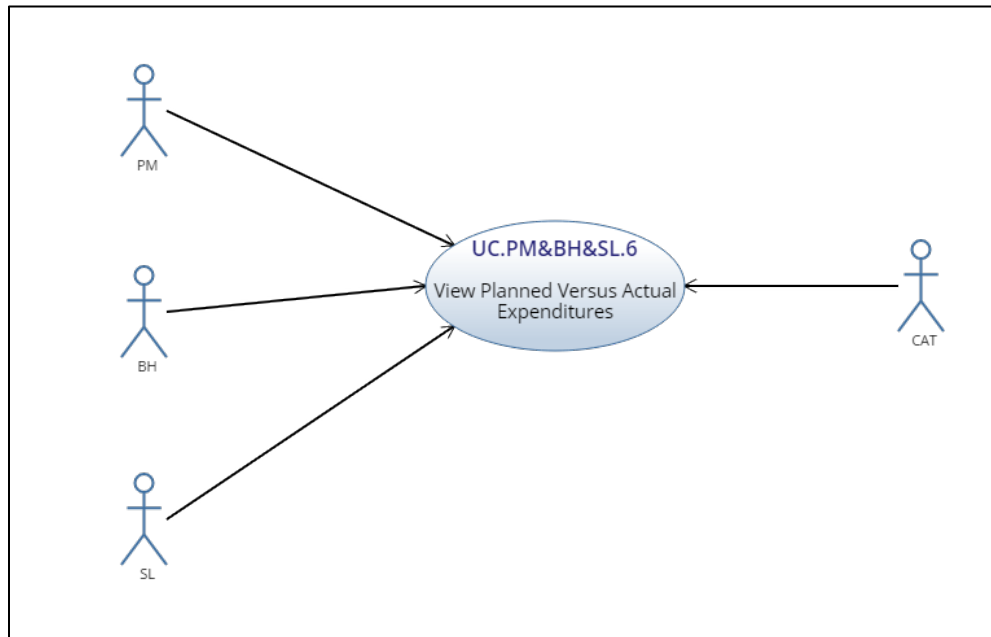 PM
UC.PM&BH&SL.6
View Planned Versus Actual
Expenditures
BH
CAT
SL